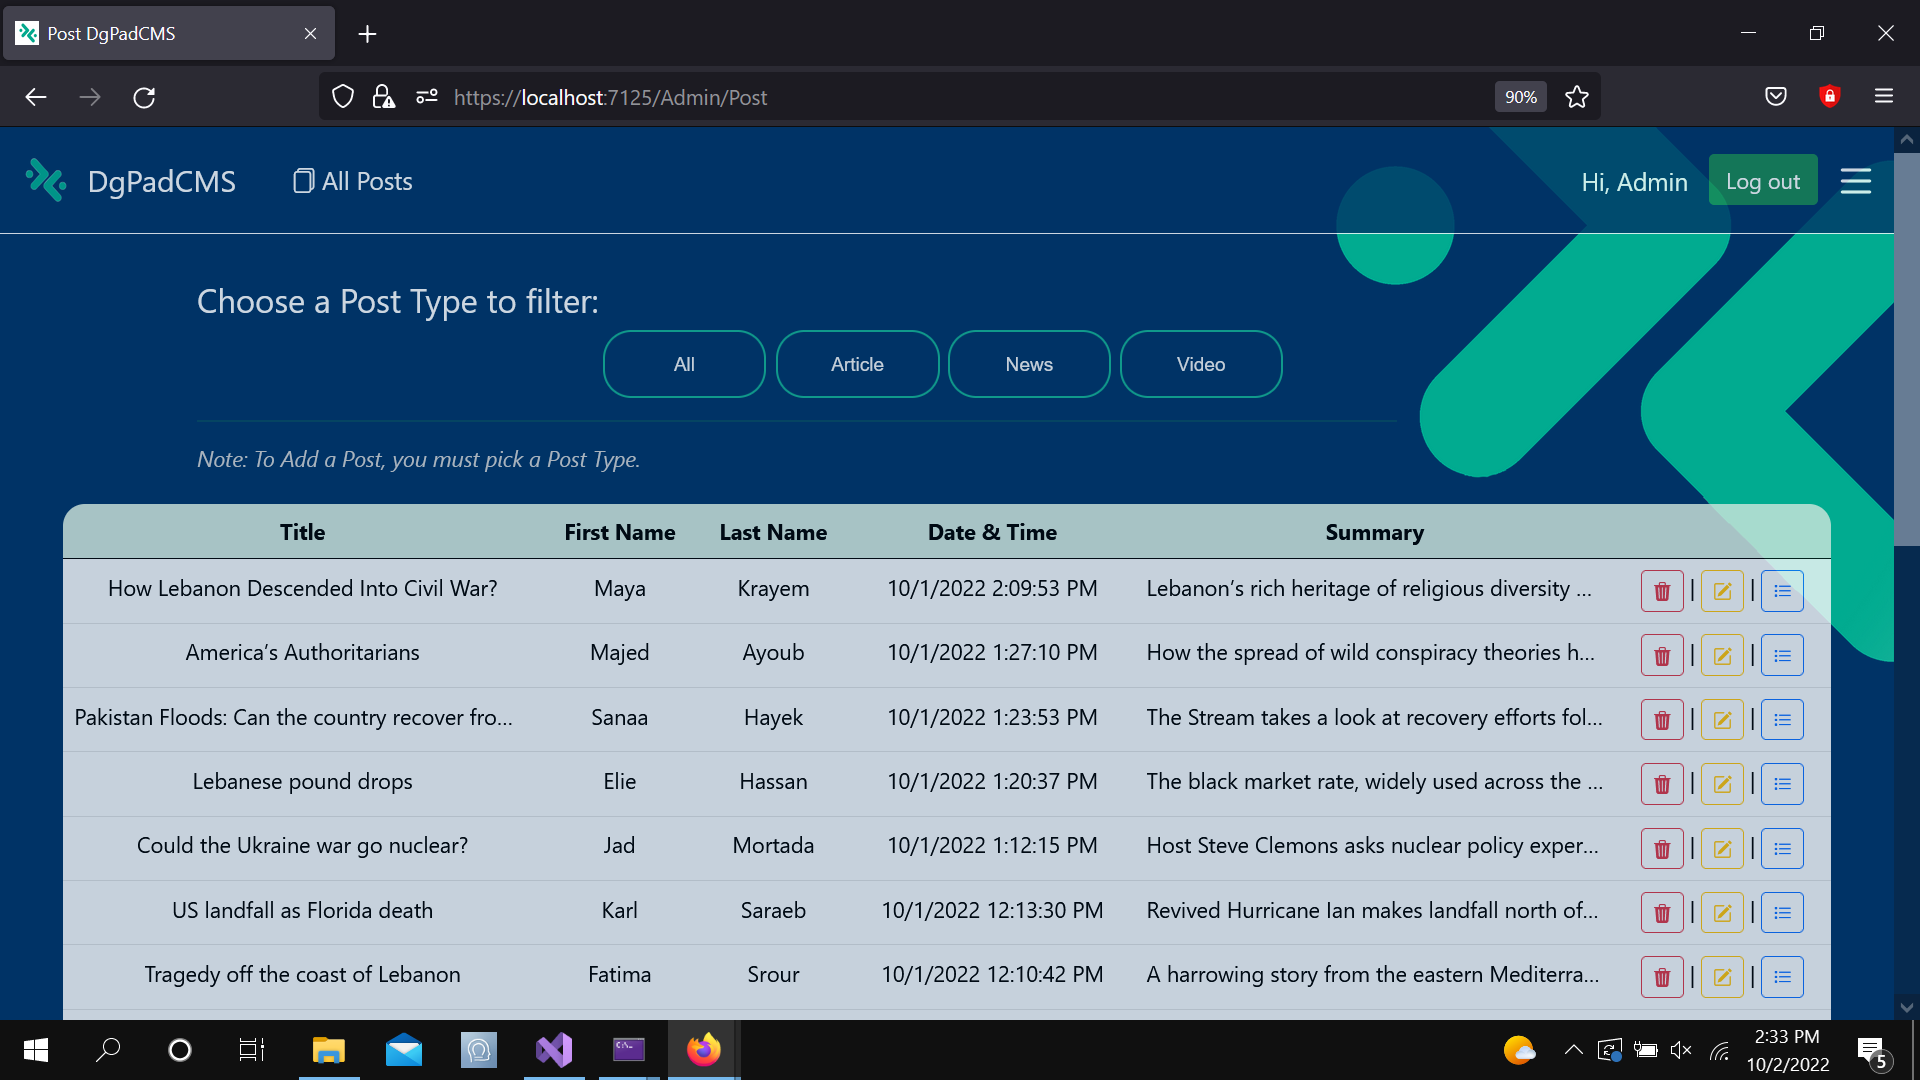 Post DgPadCMS
https://localhost:7125/Admin/Post
90%
DgPadCMS
All Posts
Hi, Admin
Log out
Choose a Post Type to filter:
All
Article
News
Video
Note: To Add a Post, you must pick a Post Type.
Title First Name Last Name Date & Time Summary
How Lebanon Descended Into Civil War? Maya Krayem 10/1/2022 2:09:53 PM Lebanon’s rich heritage of religious diversity ... | |
America’s Authoritarians Majed Ayoub 10/1/2022 1:27:10 PM How the spread of wild conspiracy theories h... | |
Pakistan Floods: Can the country recover fro... Sanaa Hayek 10/1/2022 1:23:53 PM The Stream takes a look at recovery efforts fol... | |
Lebanese pound drops Elie Hassan 10/1/2022 1:20:37 PM The black market rate, widely used across the ... | |
Could the Ukraine war go nuclear? Jad Mortada 10/1/2022 1:12:15 PM Host Steve Clemons asks nuclear policy exper... | |
US landfall as Florida death Karl Saraeb 10/1/2022 12:13:30 PM Revived Hurricane Ian makes landfall north of... | |
Tragedy off the coast of Lebanon Fatima Srour 10/1/2022 12:10:42 PM A harrowing story from the eastern Mediterra... | |
2:33 PM
10/2/2022
5